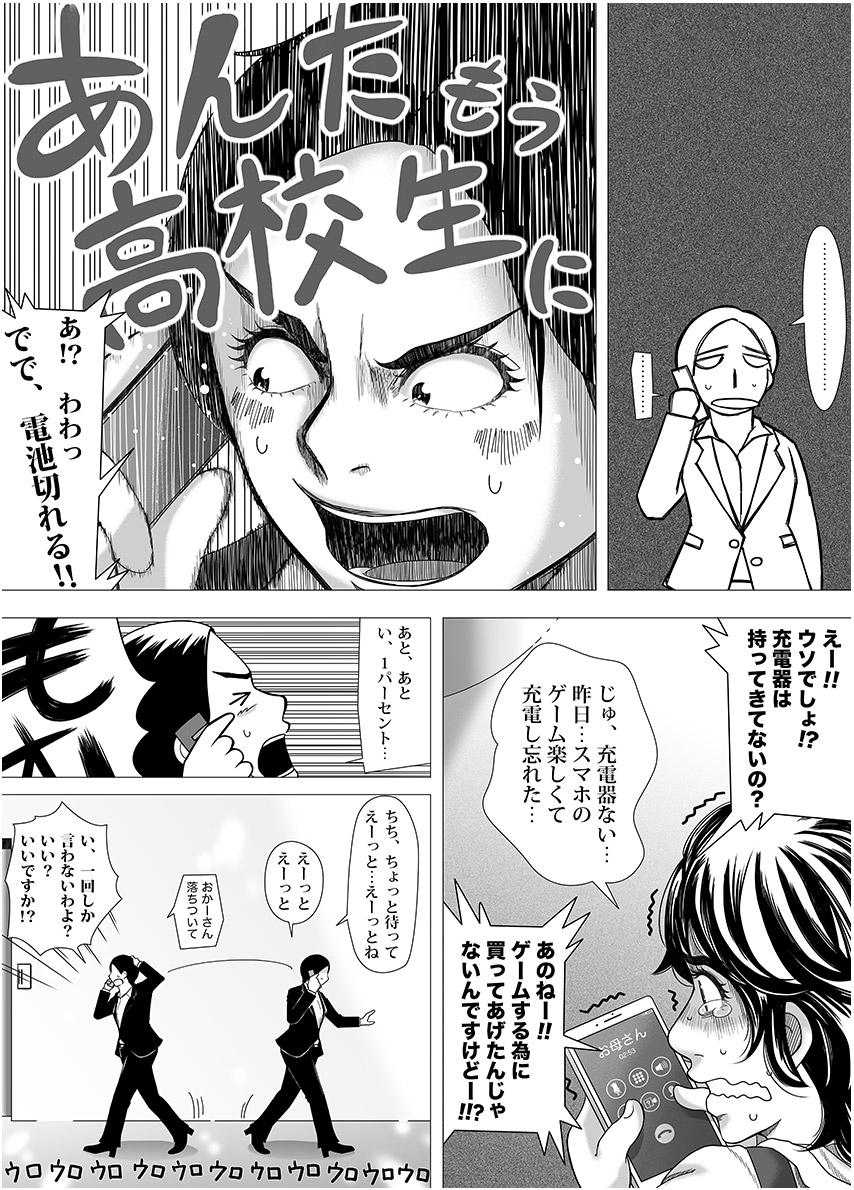 …………
……
あんたもう
高校生に
あ!?　わわっ
でで、電池切れる!!
えー!!
ウソでしょ!?
充電器は
持ってきてないの?
じゅ、充電器ない…
昨日…スマホの
ゲーム楽しくて
充電し忘れた…
お母さん
02:53
あのねー!!
ゲームする為に
買ってあげたんじゃ
ないんですけどー!!?
あと、あと
い、1パーセント…
ちち、ちょっと待って
えーっと…えーっとね
えーっと
えーっと
おかーさん
落ちついて
い、一回しか
言わないわよ?
いい?
いいですか!?
ウロウロウロウロウロウロウロウロウロウロ